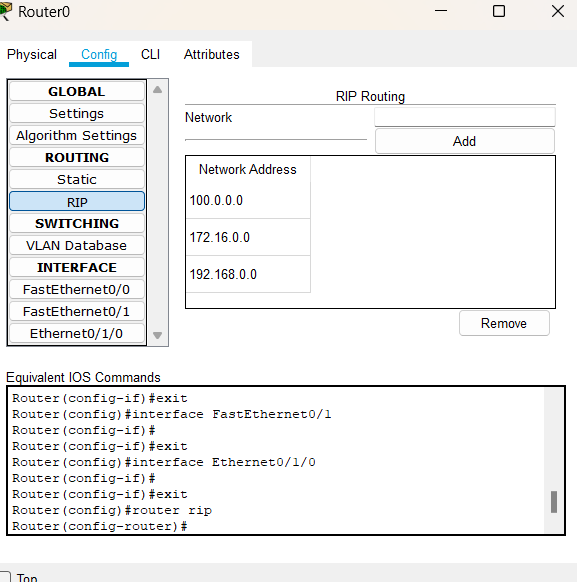 Router0
Physical Config CLI Attributes
GLOBAL
Settings
Algorithm Settings
ROUTING
Static
RIP
SWITCHING
VLAN Database
INTERFACE
FastEthernet0/0
FastEthernet0/1
Ethernet0/1/0
RIP Routing
Network
Add
Network Address
100.0.0.0
172.16.0.0
192.168.0.0
Remove
Equivalent IOS Commands
Router(config-if)#exit
Router(config)#interface FastEthernet0/1
Router(config-if)#
Router(config-if)#exit
Router(config)#interface Ethernet0/1/0
Router(config-if)#
Router(config-if)#exit
Router(config)#router rip
Router(config-router)#
Top